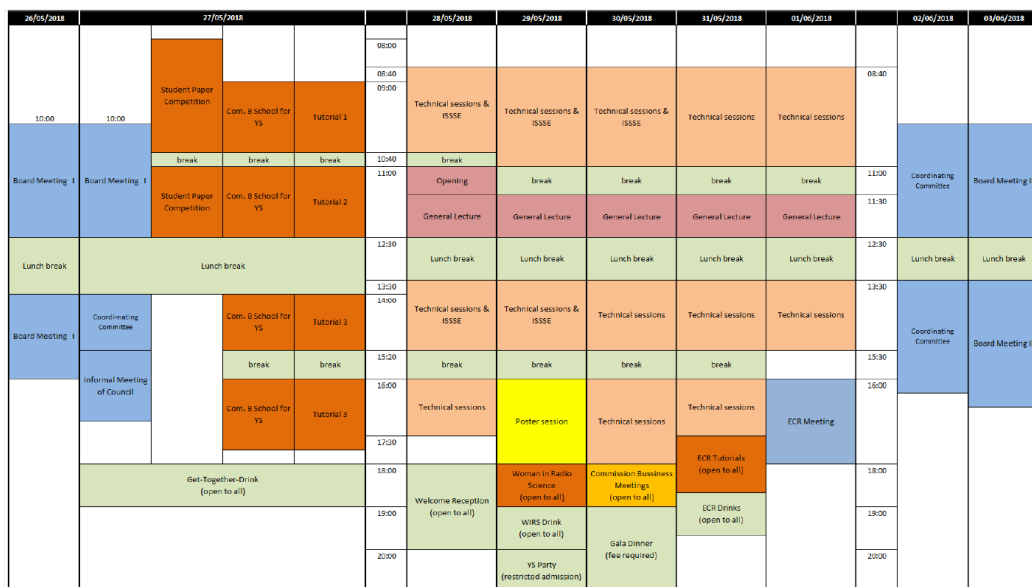 26/05/2018
27/05/2018
28/05/2018
29/05/2018
30/05/2018
31/05/2018
01/06/2018
02/06/2018
03/06/2018
08:00
08:40
08:40
09:00
Student Paper
Competition
Com. B School for
YS
Tutorial 1
Technical sessions &
ISSSE
Technical sessions &
ISSSE
Technical sessions &
ISSSE
Technical sessions
Technical sessions
10:00
10:00
break
break
break
10:40
break
Board Meeting I
Board Meeting I
Student Paper
Competition
Com. B School for
YS
Tutorial 2
11:00
Opening
break
break
break
break
11:00
Coordinating
Committee
Board Meeting I
General Lecture
General Lecture
General Lecture
General Lecture
General Lecture
11:30
Lunch break
Lunch break
12:30
Lunch break
Lunch break
Lunch break
Lunch break
Lunch break
12:30
Lunch break
Lunch break
13:30
13:30
Board Meeting I
Coordi-nating
Committee
Com. B School for
YS
Tutorial 3
14:00
Technical sessions &
ISSSE
Technical sessions &
ISSSE
Technical sessions
Technical sessions
Technical sessions
Coordinating
Committee
Board Meeting I
break
break
15:20
break
break
break
break
15:30
Informal Meeting
of Council
Com. B School for
YS
Tutorial 3
16:00
Technical sessions
Poster session
Technical sessions
Technical sessions
ECR Meeting
16:00
17:30
ECR Tutorials
(open to all)
Get-Together-Drink
(open to all)
18:00
Welcome Reception
(open to all)
Woman in Radio
Science
(open to all)
Commission Bussiness
Meetings
(open to all)
18:00
19:00
WIRS Drink
(open to all)
Gala Dinner
(fee required)
ECR Drinks
(open to all)
19:00
20:00
YS Party
(restricted admission)
20:00